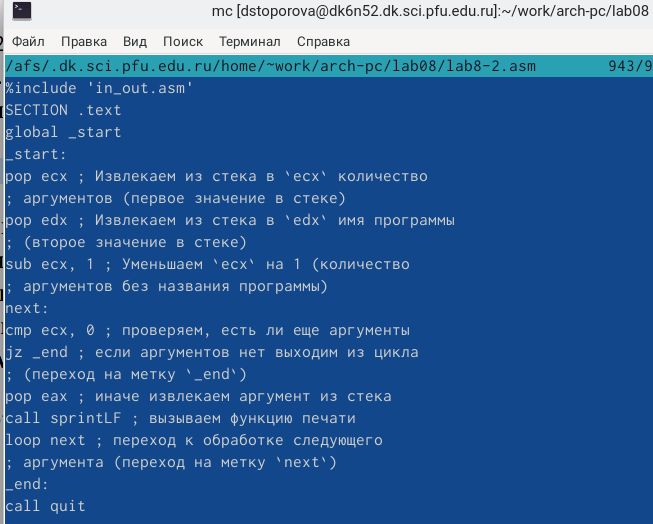 mc [dstoporova@dk6n52.dk.sci.pfu.edu.ru]:~/work/arch-pc/lab08
Файл Правка Вид Поиск Терминал Справка
/afs/.dk.sci.pfu.edu.ru/home/~work/arch-pc/lab08/lab8-2.asm 943/9
%include 'in_out.asm'
SECTION .text
global _start
_start:
pop ecx ; Извлекаем из стека в `ecx` количество
; аргументов (первое значение в стеке)
pop edx ; Извлекаем из стека в `edx` имя программы
; (второе значение в стеке)
sub ecx, 1 ; Уменьшаем `ecx` на 1 (количество
; аргументов без названия программы)
next:
cmp ecx, 0 ; проверяем, есть ли еще аргументы
jz _end ; если аргументов нет выходим из цикла
; (переход на метку `_end`)
pop eax ; иначе извлекаем аргумент из стека
call sprintLF ; вызываем функцию печати
loop next ; переход к обработке следующего
; аргумента (переход на метку `next`)
_end:
call quit